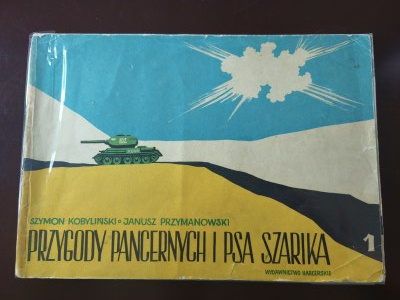 SZYMON KOBYLIŃSKI • JANUSZ PRZYMANOWSKI
PRZYGODY PANCERNYCH I PSA SZARIKA
1
WYDAWNICTWO HARCERSKIE